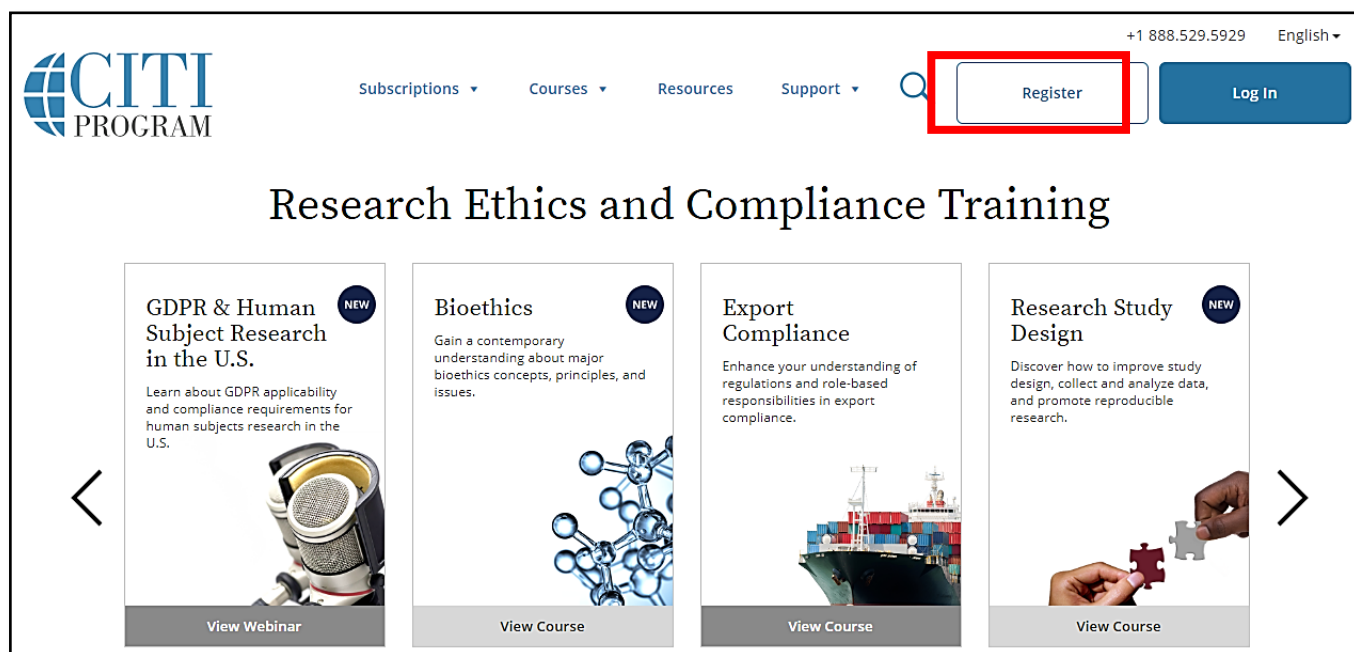 +1 888.529.5929 English
CITI
PROGRAM
Subscriptions Courses Resources Support Register Log In
Research Ethics and Compliance Training
GDPR & Human
Subject Research
in the U.S.
NEW
Learn about GDPR applicability
and compliance requirements for
human subjects research in the
U.S.
View Webinar
Bioethics
NEW
Gain a contemporary
understanding about major
bioethics concepts, principles, and
issues.
View Course
Export
Compliance
Enhance your understanding of
regulations and role-based
responsibilities in export
compliance.
View Course
Research Study
Design
NEW
Discover how to improve study
design, collect and analyze data,
and promote reproducible
research.
View Course